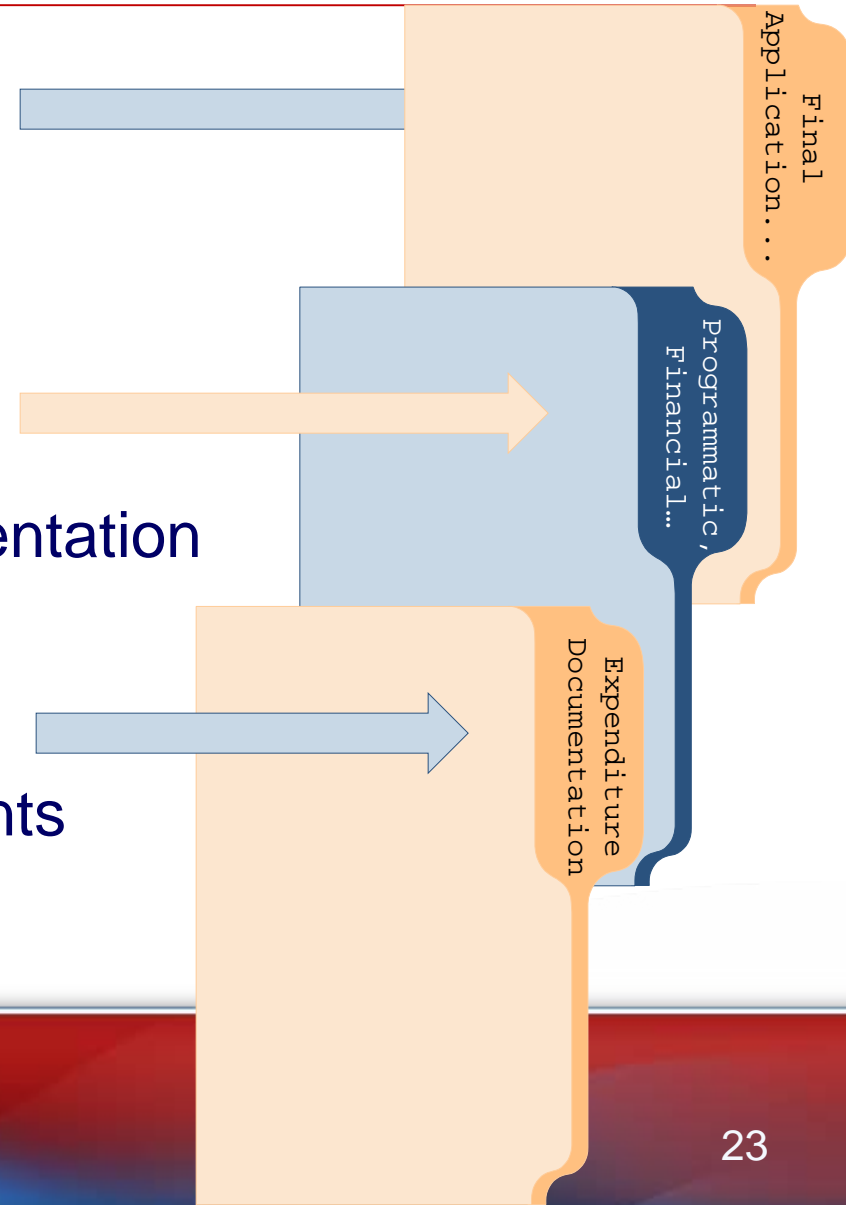 Final
Application...
Programmatic,
Financial…
entation
Expenditure
Documentation
nts
23